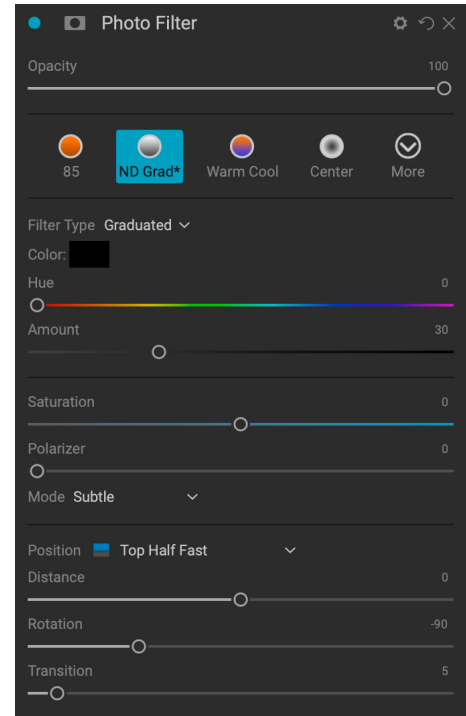 Photo Filter
Opacity 100
85 ND Grad* Warm Cool Center More
Filter Type Graduated
Color:
Hue 0
Amount 30
Saturation 0
Polarizer 0
Mode Subtle
Position Top Half Fast
Distance 0
Rotation -90
Transition 5